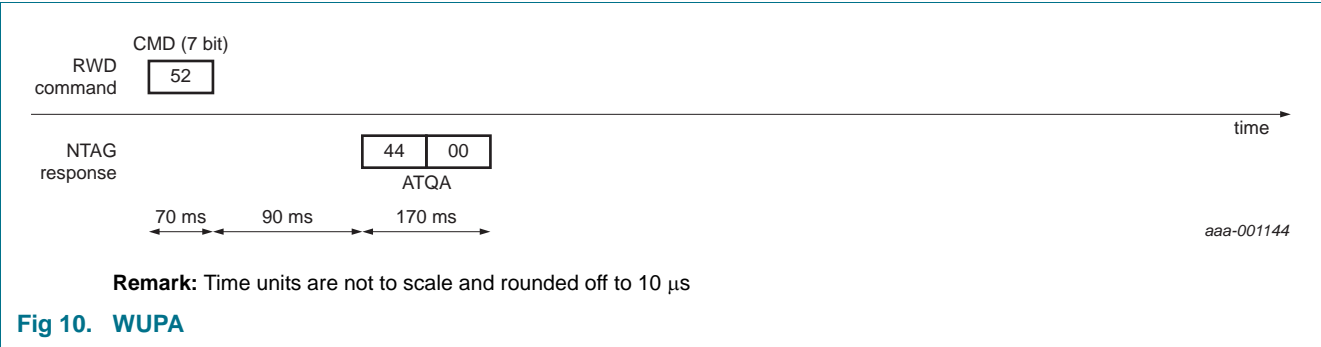 CMD (7 bit)
RWD
command
52
time
NTAG
response
44 00
ATQA
70 ms 90 ms 170 ms
aaa-001144
Remark: Time units are not to scale and rounded off to 10 μs
Fig 10. WUPA